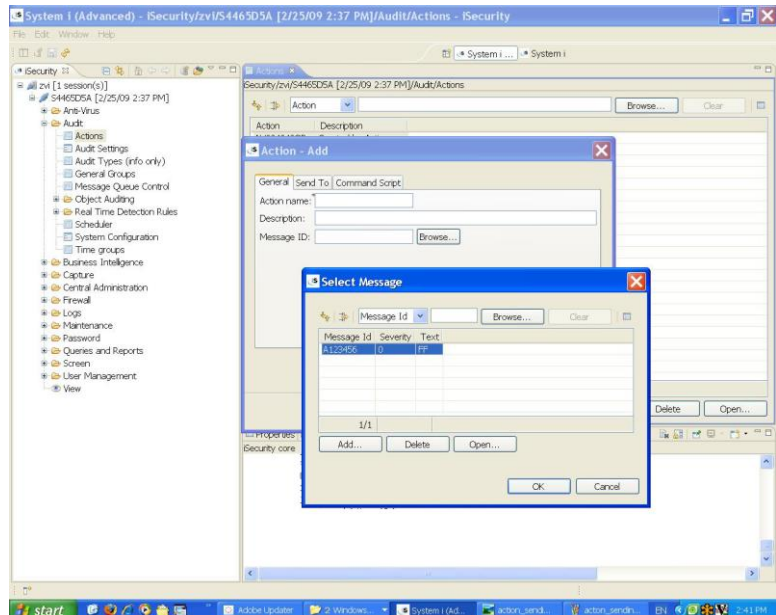 System i (Advanced) - iSecurity/zvi/S4465D5A [2/25/09 2:37 PM]/Audit/Actions - iSecurity
File Edit Window Help
System i ... System i
iSecurity
zvi [1 session(s)]
S4465D5A [2/25/09 2:37 PM]
Anti-Virus
Audit
Actions
Audit Settings
Audit Types (info only)
General Groups
Message Queue Control
Object Auditing
Real Time Detection Rules
Scheduler
System Configuration
Time groups
Business Intelligence
Capture
Central Administration
Firewall
Logs
Maintenance
Password
Queries and Reports
Screen
User Management
View
Actions
iSecurity/zvi/S4465D5A [2/25/09 2:37 PM]/Audit/Actions
Action Browse... Clear
Action Description
Action - Add
General Send To Command Script
Action name:
Description:
Message ID: Browse...
Select Message
Message Id Browse... Clear
Message Id Severity Text
A123456 0 FF
1/1
Add... Delete Open...
OK Cancel
Delete Open...
Properties
iSecurity core
start Adobe Updater 2 Windows... System i (Ad... action_send... acton_sendin... EN 2:41 PM